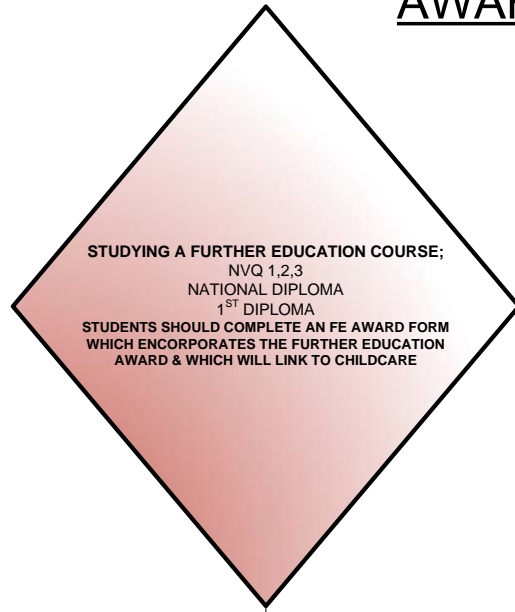 STUDYING A FURTHER EDUCATION COURSE;
NVQ 1,2,3
NATIONAL DIPLOMA
1ST DIPLOMA
STUDENTS SHOULD COMPLETE AN FE AWARD FORM
WHICH ENCORPORATES THE FURTHER EDUCATION
AWARD & WHICH WILL LINK TO CHILDCARE